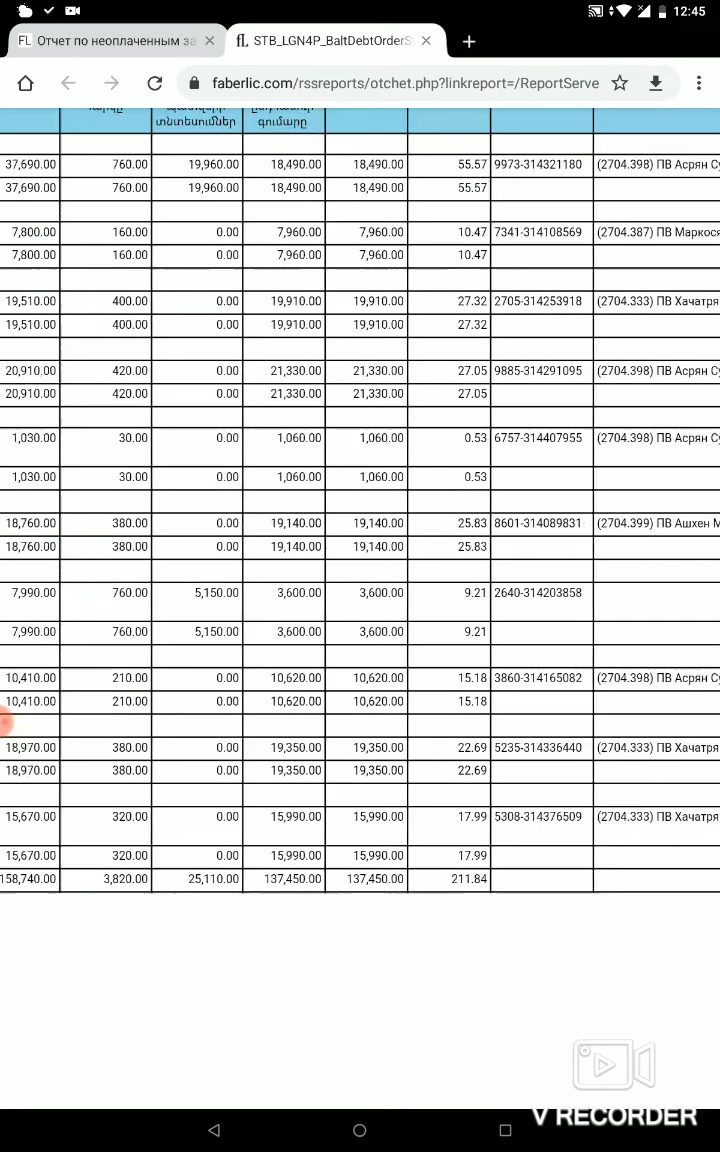 12:45
FL Отчет по неоплаченным за
fL STB_LGN4P_BaltDebtOrderS
faberlic.com/rssreports/otchet.php?linkreport=/ReportServe
տնտեսումներ գումարը
37,690.00 760.00 19,960.00 18,490.00 18,490.00 55.57 9973-314321180 (2704.398) ПВ Асрян Су
37,690.00 760.00 19,960.00 18,490.00 18,490.00 55.57
7,800.00 160.00 0.00 7,960.00 7,960.00 10.47 7341-314108569 (2704.387) ПВ Маркося
7,800.00 160.00 0.00 7,960.00 7,960.00 10.47
19,510.00 400.00 0.00 19,910.00 19,910.00 27.32 2705-314253918 (2704.333) ПВ Хачатря
19,510.00 400.00 0.00 19,910.00 19,910.00 27.32
20,910.00 420.00 0.00 21,330.00 21,330.00 27.05 9885-314291095 (2704.398) ПВ Асрян Су
20,910.00 420.00 0.00 21,330.00 21,330.00 27.05
1,030.00 30.00 0.00 1,060.00 1,060.00 0.53 6757-314407955 (2704.398) ПВ Асрян Су
1,030.00 30.00 0.00 1,060.00 1,060.00 0.53
18,760.00 380.00 0.00 19,140.00 19,140.00 25.83 8601-314089831 (2704.399) ПВ Ашхен М
18,760.00 380.00 0.00 19,140.00 19,140.00 25.83
7,990.00 760.00 5,150.00 3,600.00 3,600.00 9.21 2640-314203858
7,990.00 760.00 5,150.00 3,600.00 3,600.00 9.21
10,410.00 210.00 0.00 10,620.00 10,620.00 15.18 3860-314165082 (2704.398) ПВ Асрян Су
10,410.00 210.00 0.00 10,620.00 10,620.00 15.18
18,970.00 380.00 0.00 19,350.00 19,350.00 22.69 5235-314336440 (2704.333) ПВ Хачатря
18,970.00 380.00 0.00 19,350.00 19,350.00 22.69
15,670.00 320.00 0.00 15,990.00 15,990.00 17.99 5308-314376509 (2704.333) ПВ Хачатря
15,670.00 320.00 0.00 15,990.00 15,990.00 17.99
158,740.00 3,820.00 25,110.00 137,450.00 137,450.00 211.84
V RECORDER